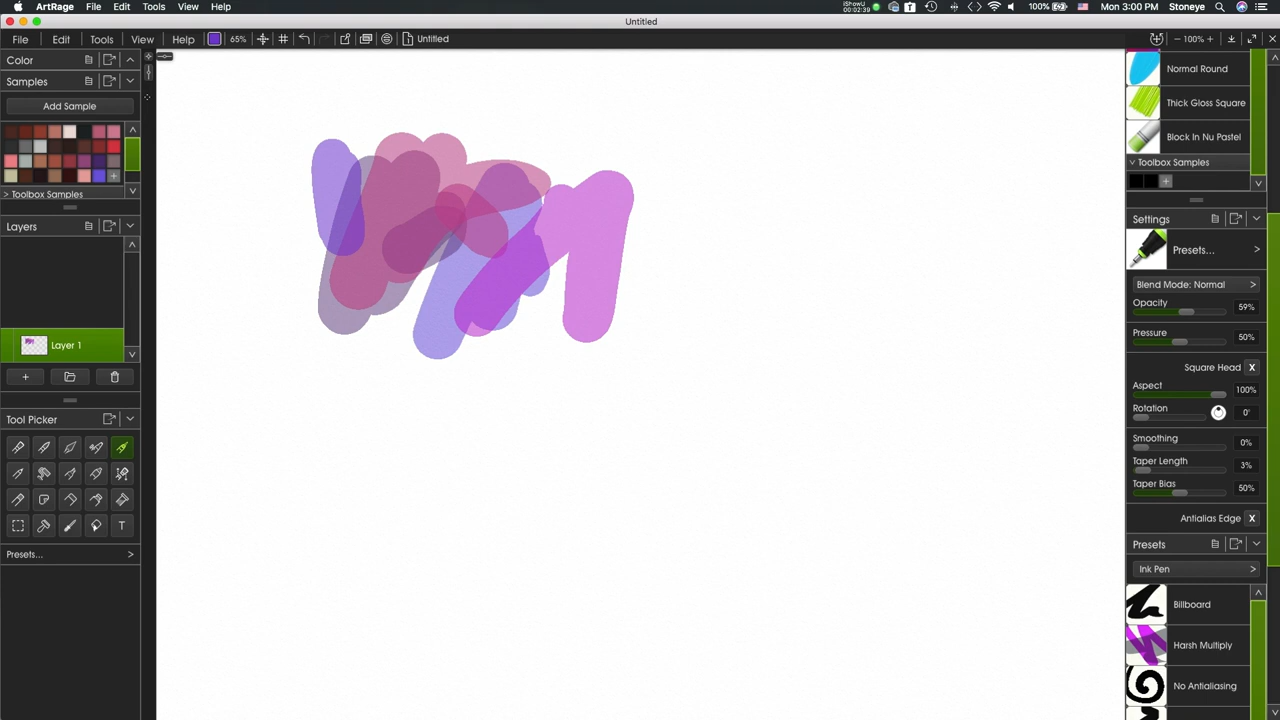 ArtRage File Edit Tools View Help iShowU 00:02:39 100% Mon 3:00 PM Stoneye
Untitled
File Edit Tools View Help 65% Untitled − 100% +
Color
Samples
Add Sample
> Toolbox Samples
Layers
Layer 1
Tool Picker
T
Presets... >
Normal Round
Thick Gloss Square
Block In Nu Pastel
Toolbox Samples
Settings
Presets... >
Blend Mode: Normal >
Opacity 59%
Pressure 50%
Square Head X
Aspect 100%
Rotation 0°
Smoothing 0%
Taper Length 3%
Taper Bias 50%
Antialias Edge X
Presets
Ink Pen >
Billboard
Harsh Multiply
No Antialiasing